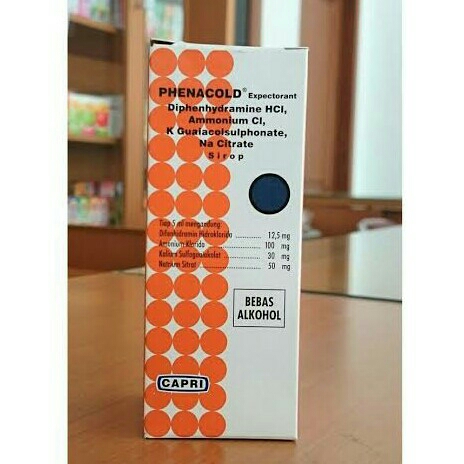 PHENACOLD® Expectorant
Diphenhydramine HCl,
Ammonium Cl,
K Guaiacolsulphonate,
Na Citrate
Sirop
Tiap 5 ml mengandung:
Difenhidramin Hidroklorida ............ 12,5 mg
Amonium Klorida ............ 100 mg
Kalium Sulfoguaiakolat ............ 30 mg
Natrium Sitrat ............ 50 mg
BEBAS
ALKOHOL
CAPRI